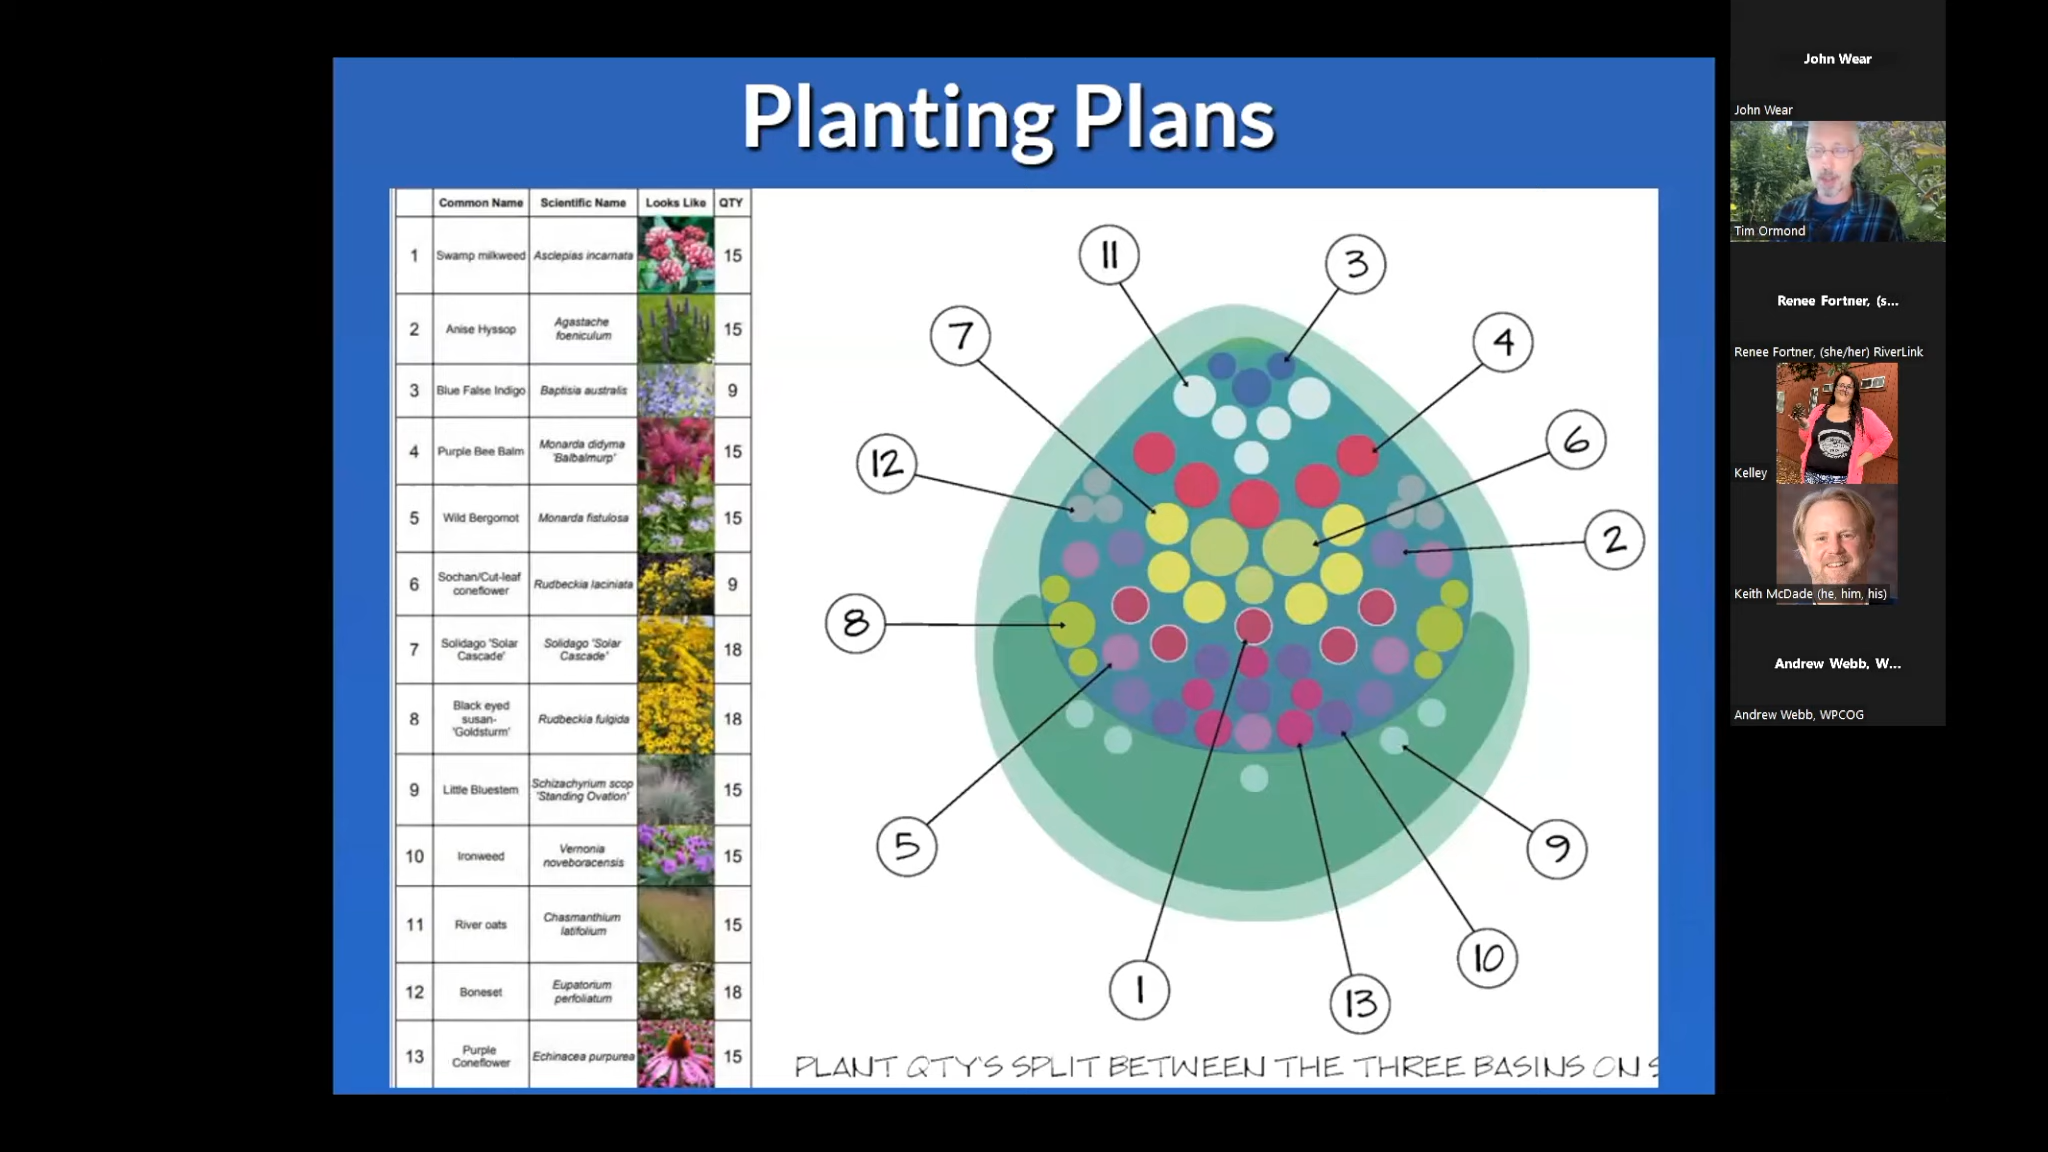 Planting Plans
Common Name Scientific Name Looks Like QTY
1 Swamp milkweed Asclepias incarnata 15
2 Anise Hyssop Agastache foeniculum 15
3 Blue False Indigo Baptisia australis 9
4 Purple Bee Balm Monarda didyma 'Balbalmurp' 15
5 Wild Bergomot Monarda fistulosa 15
6 Sochan/Cut-leaf coneflower Rudbeckia laciniata 9
7 Solidago 'Solar Cascade' Solidago 'Solar Cascade' 18
8 Black eyed susan- 'Goldsturm' Rudbeckia fulgida 18
9 Little Bluestem Schizachyrium scop 'Standing Ovation' 15
10 Ironweed Vernonia noveboracensis 15
11 River oats Chasmanthium latifolium 15
12 Boneset Eupatorium perfoliatum 18
13 Purple Coneflower Echinacea purpurea 15
11
3
7
4
6
12
2
8
5
9
10
1
13
PLANT QTY'S SPLIT BETWEEN THE THREE BASINS ON
John Wear
John Wear
Tim Ormond
Renee Fortner, (s...
Renee Fortner, (she/her) RiverLink
Kelley
Keith McDade (he, him, his)
Andrew Webb, W...
Andrew Webb, WPCOG